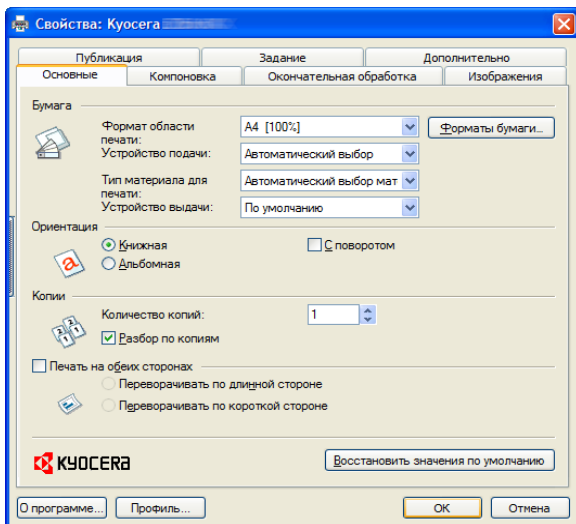 Свойства: Kyocera
Публикация
Задание
Дополнительно
Основные
Компоновка
Окончательная обработка
Изображения
Бумага
Формат области
печати:
A4 [100%]
Форматы бумаги...
Устройство подачи:
Автоматический выбор
Тип материала для
печати:
Автоматический выбор мат
Устройство выдачи:
По умолчанию
Ориентация
Книжная
С поворотом
Альбомная
Копии
Количество копий:
1
Разбор по копиям
Печать на обеих сторонах
Переворачивать по длинной стороне
Переворачивать по короткой стороне
KYOCERA
Восстановить значения по умолчанию
О программе...
Профиль...
OK
Отмена